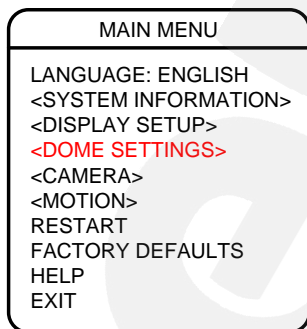 MAIN MENU
LANGUAGE: ENGLISH
<SYSTEM INFORMATION>
<DISPLAY SETUP>
<DOME SETTINGS>
<CAMERA>
<MOTION>
RESTART
FACTORY DEFAULTS
HELP
EXIT